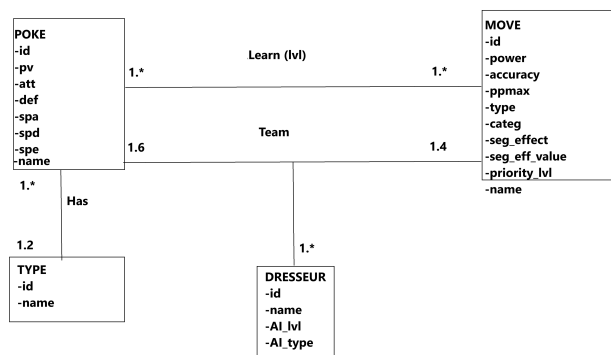 POKE
-id
-pv
-att
-def
-spa
-spd
-spe
-name
Learn (lvl)
1.*
1.*
MOVE
-id
-power
-accuracy
-ppmax
-type
-categ
-seg_effect
-seg_eff_value
-priority_lvl
-name
Team
1.6
1.4
1.*
Has
1.2
1.*
TYPE
-id
-name
DRESSEUR
-id
-name
-AI_lvl
-AI_type